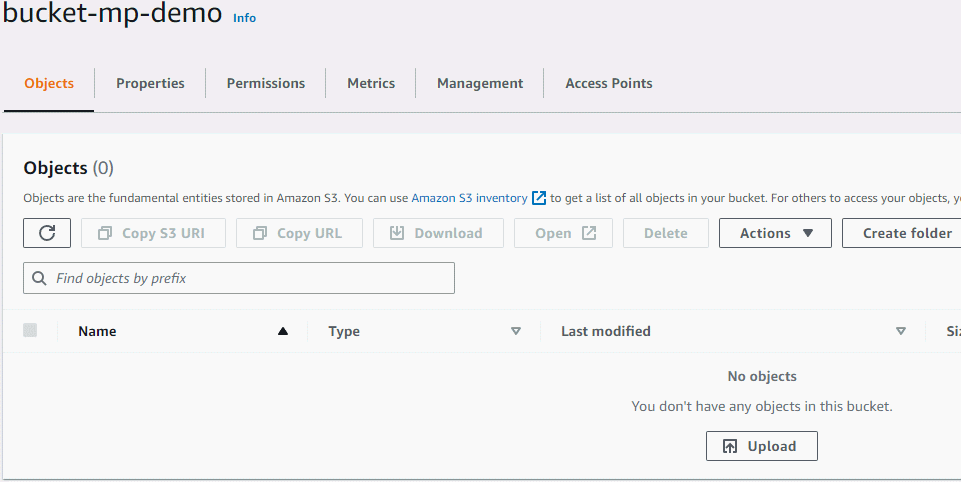 bucket-mp-demo Info
Objects Properties Permissions Metrics Management Access Points
Objects (0)
Objects are the fundamental entities stored in Amazon S3. You can use Amazon S3 inventory to get a list of all objects in your bucket. For others to access your objects,
Copy S3 URI Copy URL Download Open Delete Actions Create folder
Find objects by prefix
Name Type Last modified
No objects
You don't have any objects in this bucket.
Upload